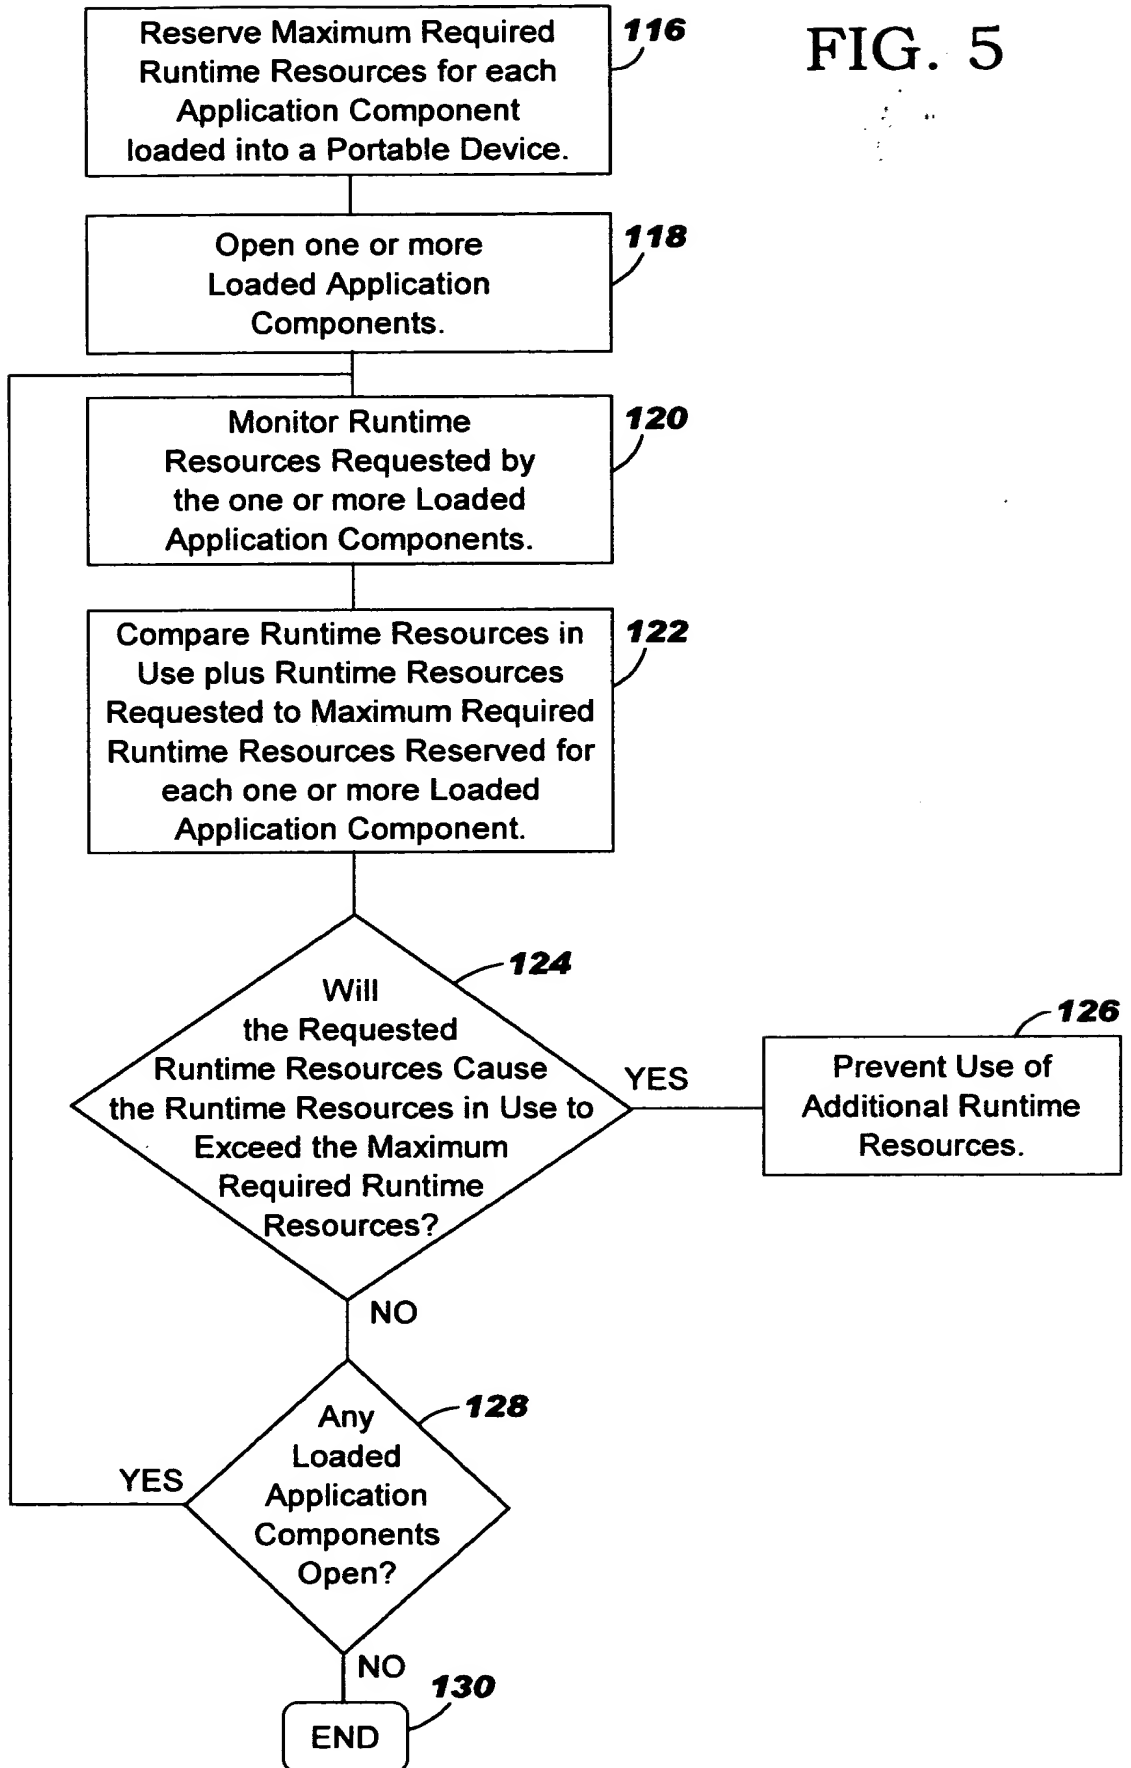 FIG. 5
Reserve Maximum Required
Runtime Resources for each
Application Component
loaded into a Portable Device.
116
Open one or more
Loaded Application
Components.
118
Monitor Runtime
Resources Requested by
the one or more Loaded
Application Components.
120
Compare Runtime Resources in
Use plus Runtime Resources
Requested to Maximum Required
Runtime Resources Reserved for
each one or more Loaded
Application Component.
122
Will
the Requested
Runtime Resources Cause
the Runtime Resources in Use to
Exceed the Maximum
Required Runtime
Resources?
124
YES
Prevent Use of
Additional Runtime
Resources.
126
NO
Any
Loaded
Application
Components
Open?
128
YES
NO
END
130